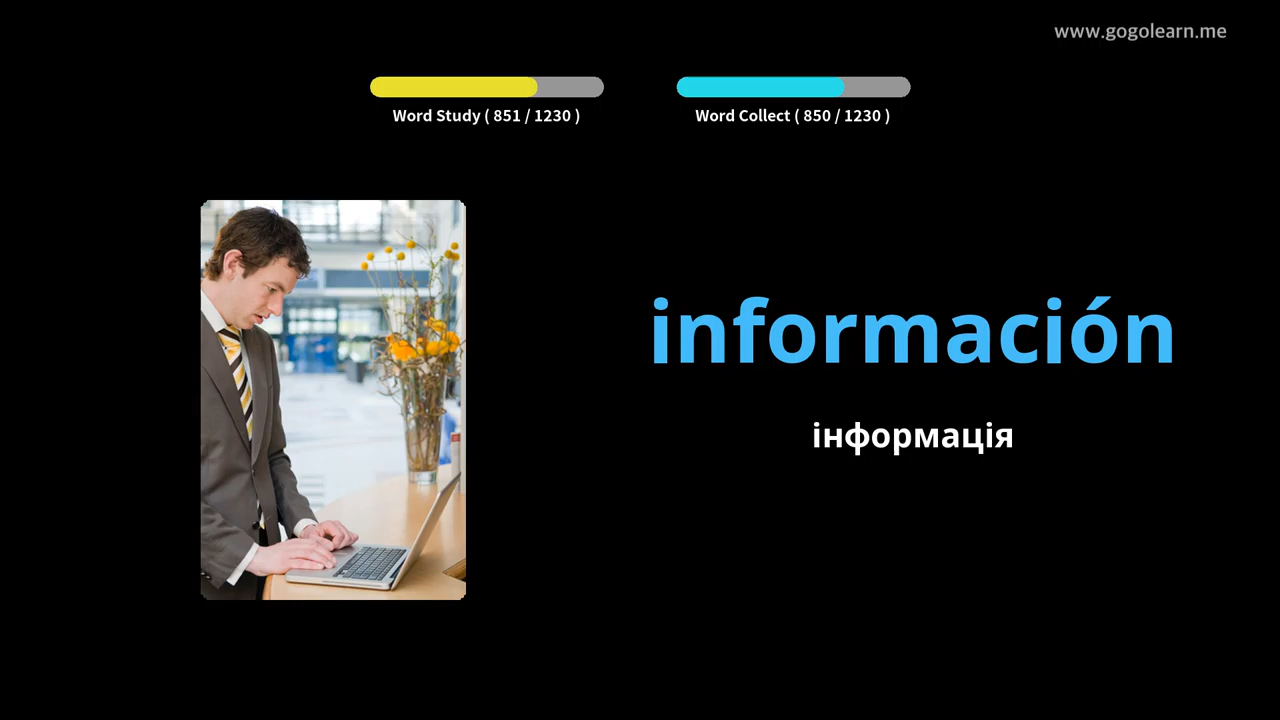 www.gogolearn.me
Word Study ( 851 / 1230 )
Word Collect ( 850 / 1230 )
información
інформація